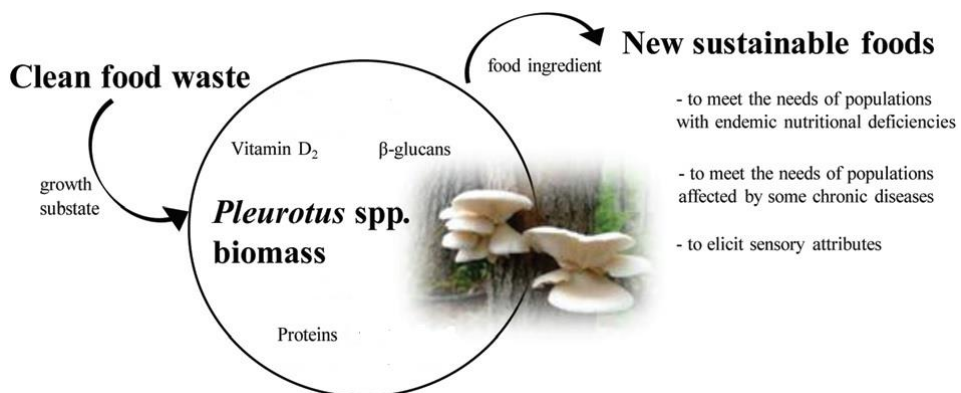 Clean food waste
growth
substate
Vitamin D₂
β-glucans
Pleurotus spp.
biomass
Proteins
food ingredient
New sustainable foods
- to meet the needs of populations
with endemic nutritional deficiencies
- to meet the needs of populations
affected by some chronic diseases
- to elicit sensory attributes